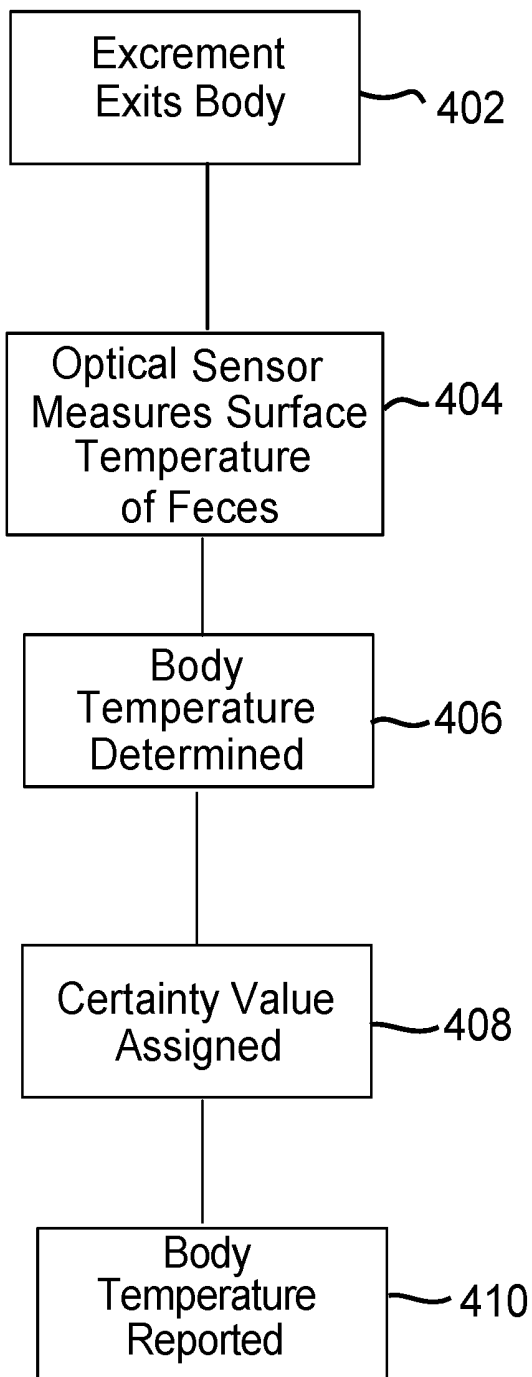 Excrement
Exits Body
402
Optical Sensor
Measures Surface
Temperature
of Feces
404
Body
Temperature
Determined
406
Certainty Value
Assigned
408
Body
Temperature
Reported
410